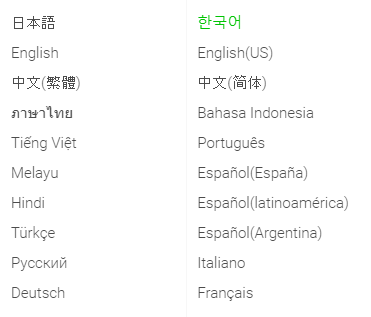 日本語
한국어
English
English(US)
中文(繁體)
中文(简体)
ภาษาไทย
Bahasa Indonesia
Tiếng Việt
Português
Melayu
Español(España)
Hindi
Español(latinoamérica)
Türkçe
Español(Argentina)
Русский
Italiano
Deutsch
Français